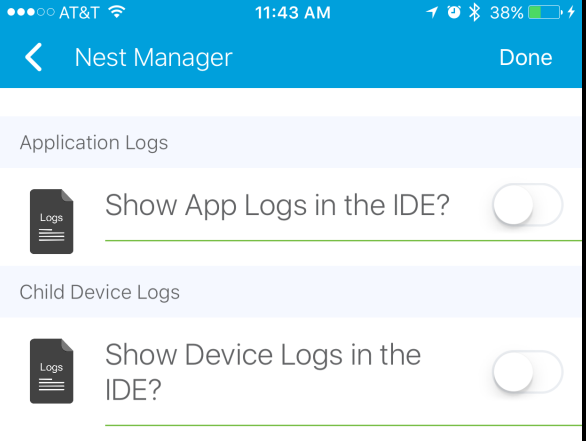 AT&T 11:43 AM 38%
Nest Manager Done
Application Logs
Logs
Show App Logs in the IDE?
Child Device Logs
Logs
Show Device Logs in the
IDE?